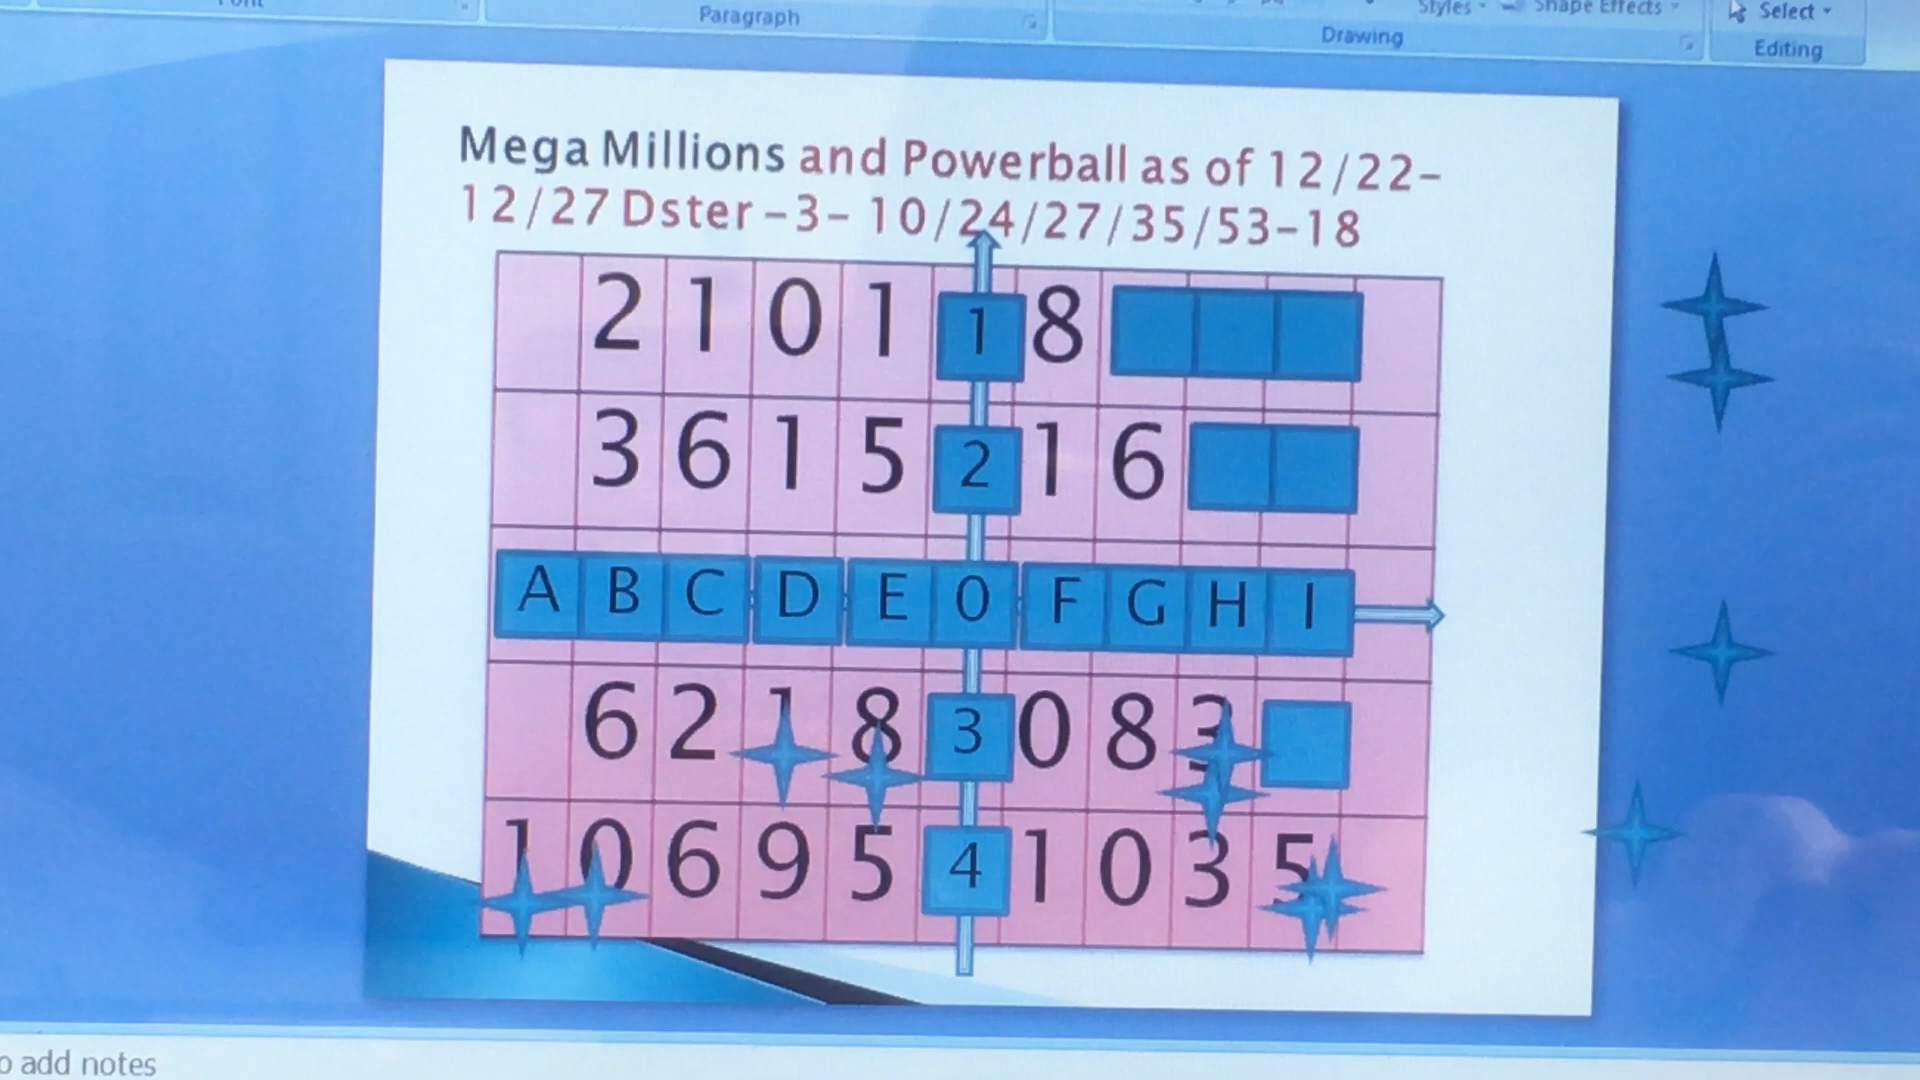 Paragraph
Styles
Shape Effects
Select
Drawing
Editing
Mega Millions and Powerball as of 12/22-
12/27 Dster -3- 10/24/27/35/53-18
2 1 0 1 1 8
3 6 1 5 2 1 6
A B C D E 0 F G H I
6 2 1 8 3 0 8 3
1 0 6 9 5 4 1 0 3 5
add notes